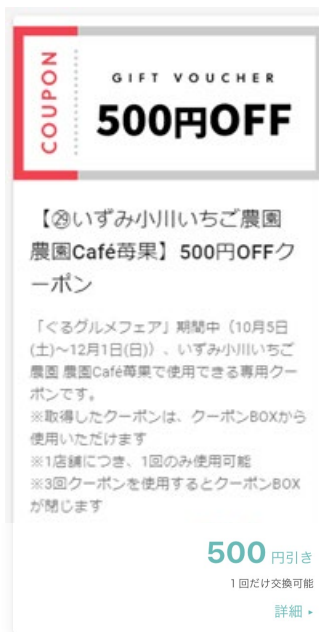 COUPON
GIFT VOUCHER
500円OFF
【㉙いずみ小川いちご農園
農園Café苺果】500円OFFク
ーポン
「ぐるグルメフェア」期間中（10月5日
(土)～12月1日(日)）、いずみ小川いちご
農園 農園Café苺果で使用できる専用クー
ポンです。
※取得したクーポンは、クーポンBOXから
使用いただけます
※1店舗につき、1回のみ使用可能
※3回クーポンを使用するとクーポンBOX
が閉じます
500 円引き
1回だけ交換可能
詳細 ▸